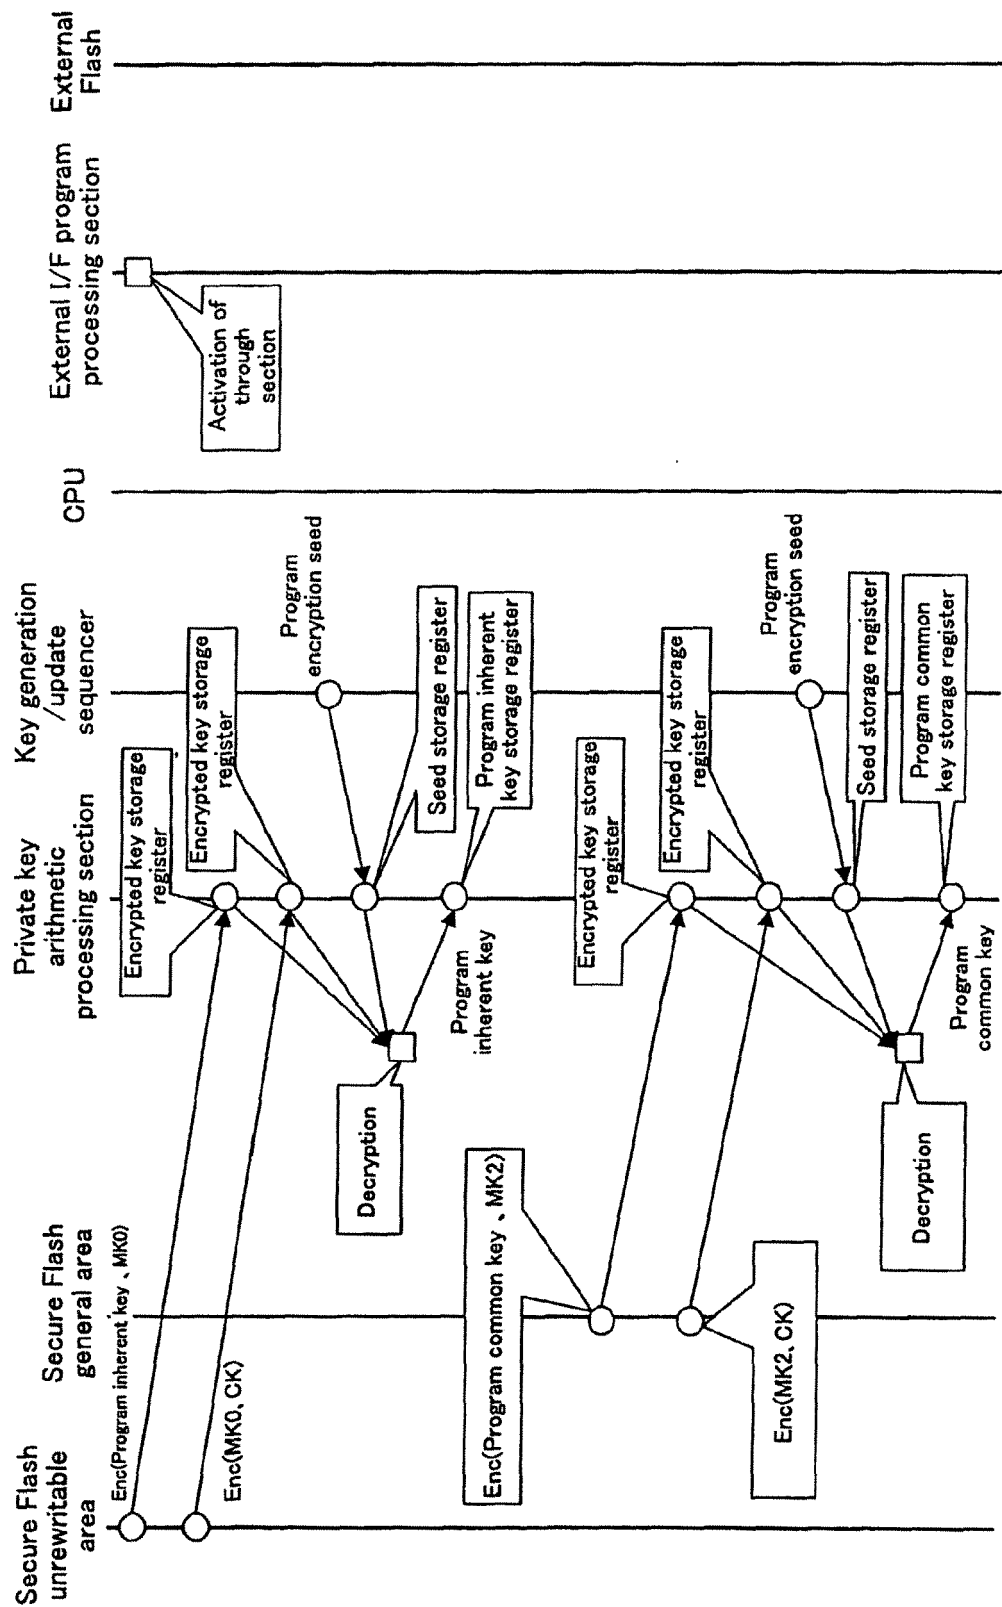 Secure Flash
unrewritable
area
Secure Flash
general area
Private key
arithmetic
processing section
Key generation
/update
sequencer
CPU
External I/F program
processing section
External
Flash
Enc(Program inherent key 、MK0)
Enc(MK0、CK)
Encrypted key storage
register
Encrypted key storage
register
Activation of
through
section
Program
encryption seed
Seed storage register
Decryption
Program
inherent key
Program inherent
key storage register
Enc(Program common key 、MK2)
Enc(MK2、CK)
Encrypted key storage
register
Encrypted key storage
register
Program
encryption seed
Seed storage register
Decryption
Program
common key
Program common
key storage register